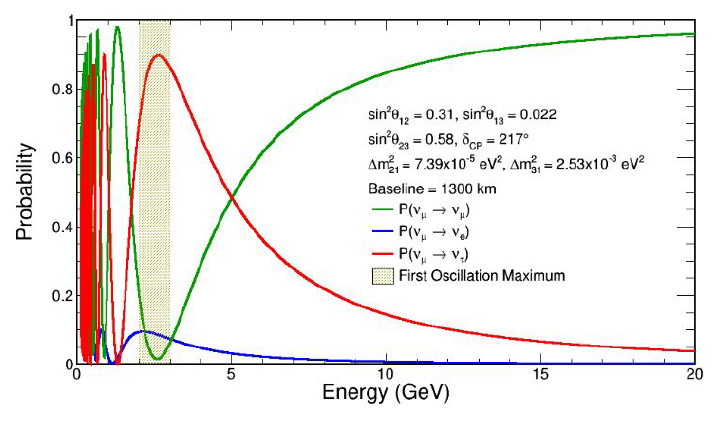 1
0.8
0.6
0.4
0.2
0
Probability
sin²θ₁₂ = 0.31, sin²θ₁₃ = 0.022
sin²θ₂₃ = 0.58, δ_CP = 217°
Δm²₂₁ = 7.39x10⁻⁵ eV², Δm²₃₁ = 2.53x10⁻³ eV²
Baseline = 1300 km
P(ν_μ → ν_μ)
P(ν_μ → ν_e)
P(ν_μ → ν_τ)
First Oscillation Maximum
0 5 10 15 20
Energy (GeV)